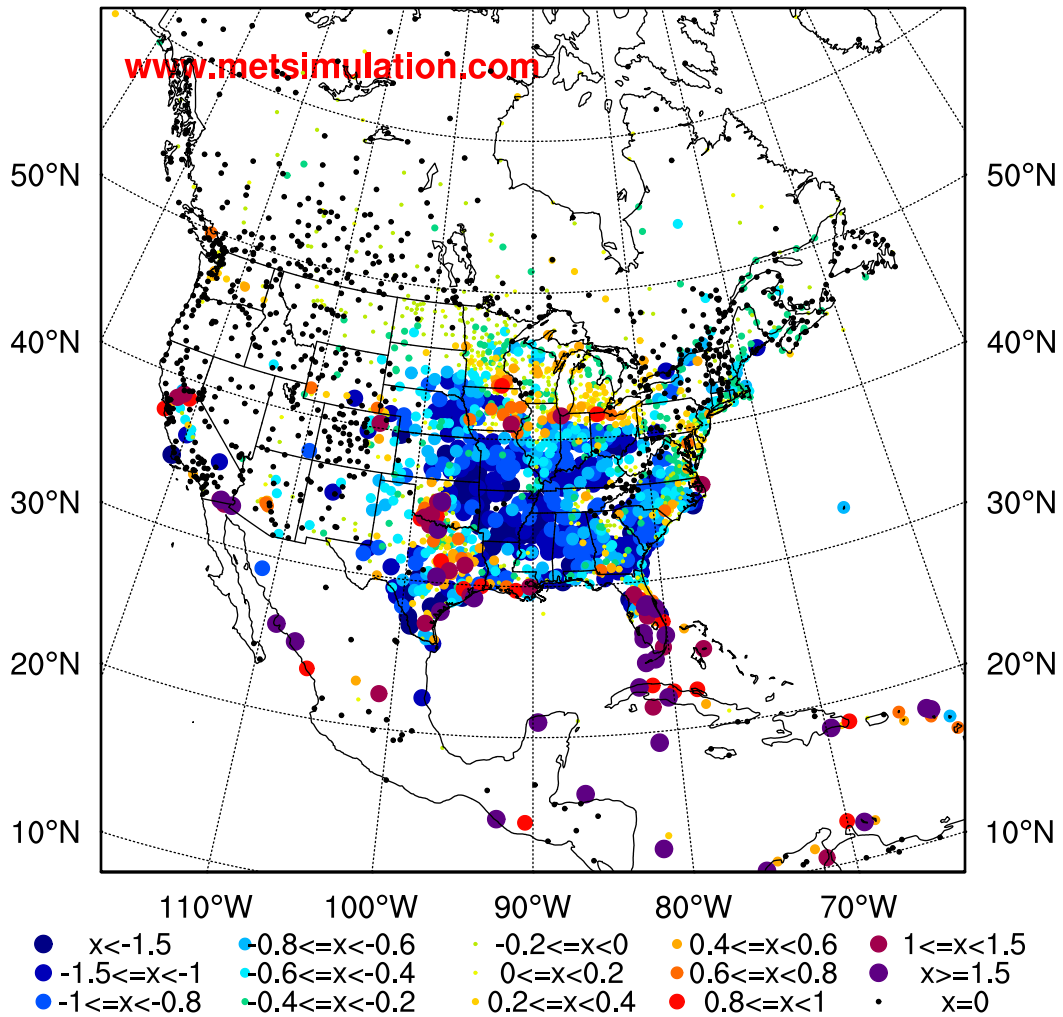 www.metsimulation.com
50°N 50°N
40°N 40°N
30°N 30°N
20°N 20°N
10°N 10°N
110°W 100°W 90°W 80°W 70°W
x<-1.5 -0.8<=x<-0.6 -0.2<=x<0 0.4<=x<0.6 1<=x<1.5
-1.5<=x<-1 -0.6<=x<-0.4 0<=x<0.2 0.6<=x<0.8 x>=1.5
-1<=x<-0.8 -0.4<=x<-0.2 0.2<=x<0.4 0.8<=x<1 x=0